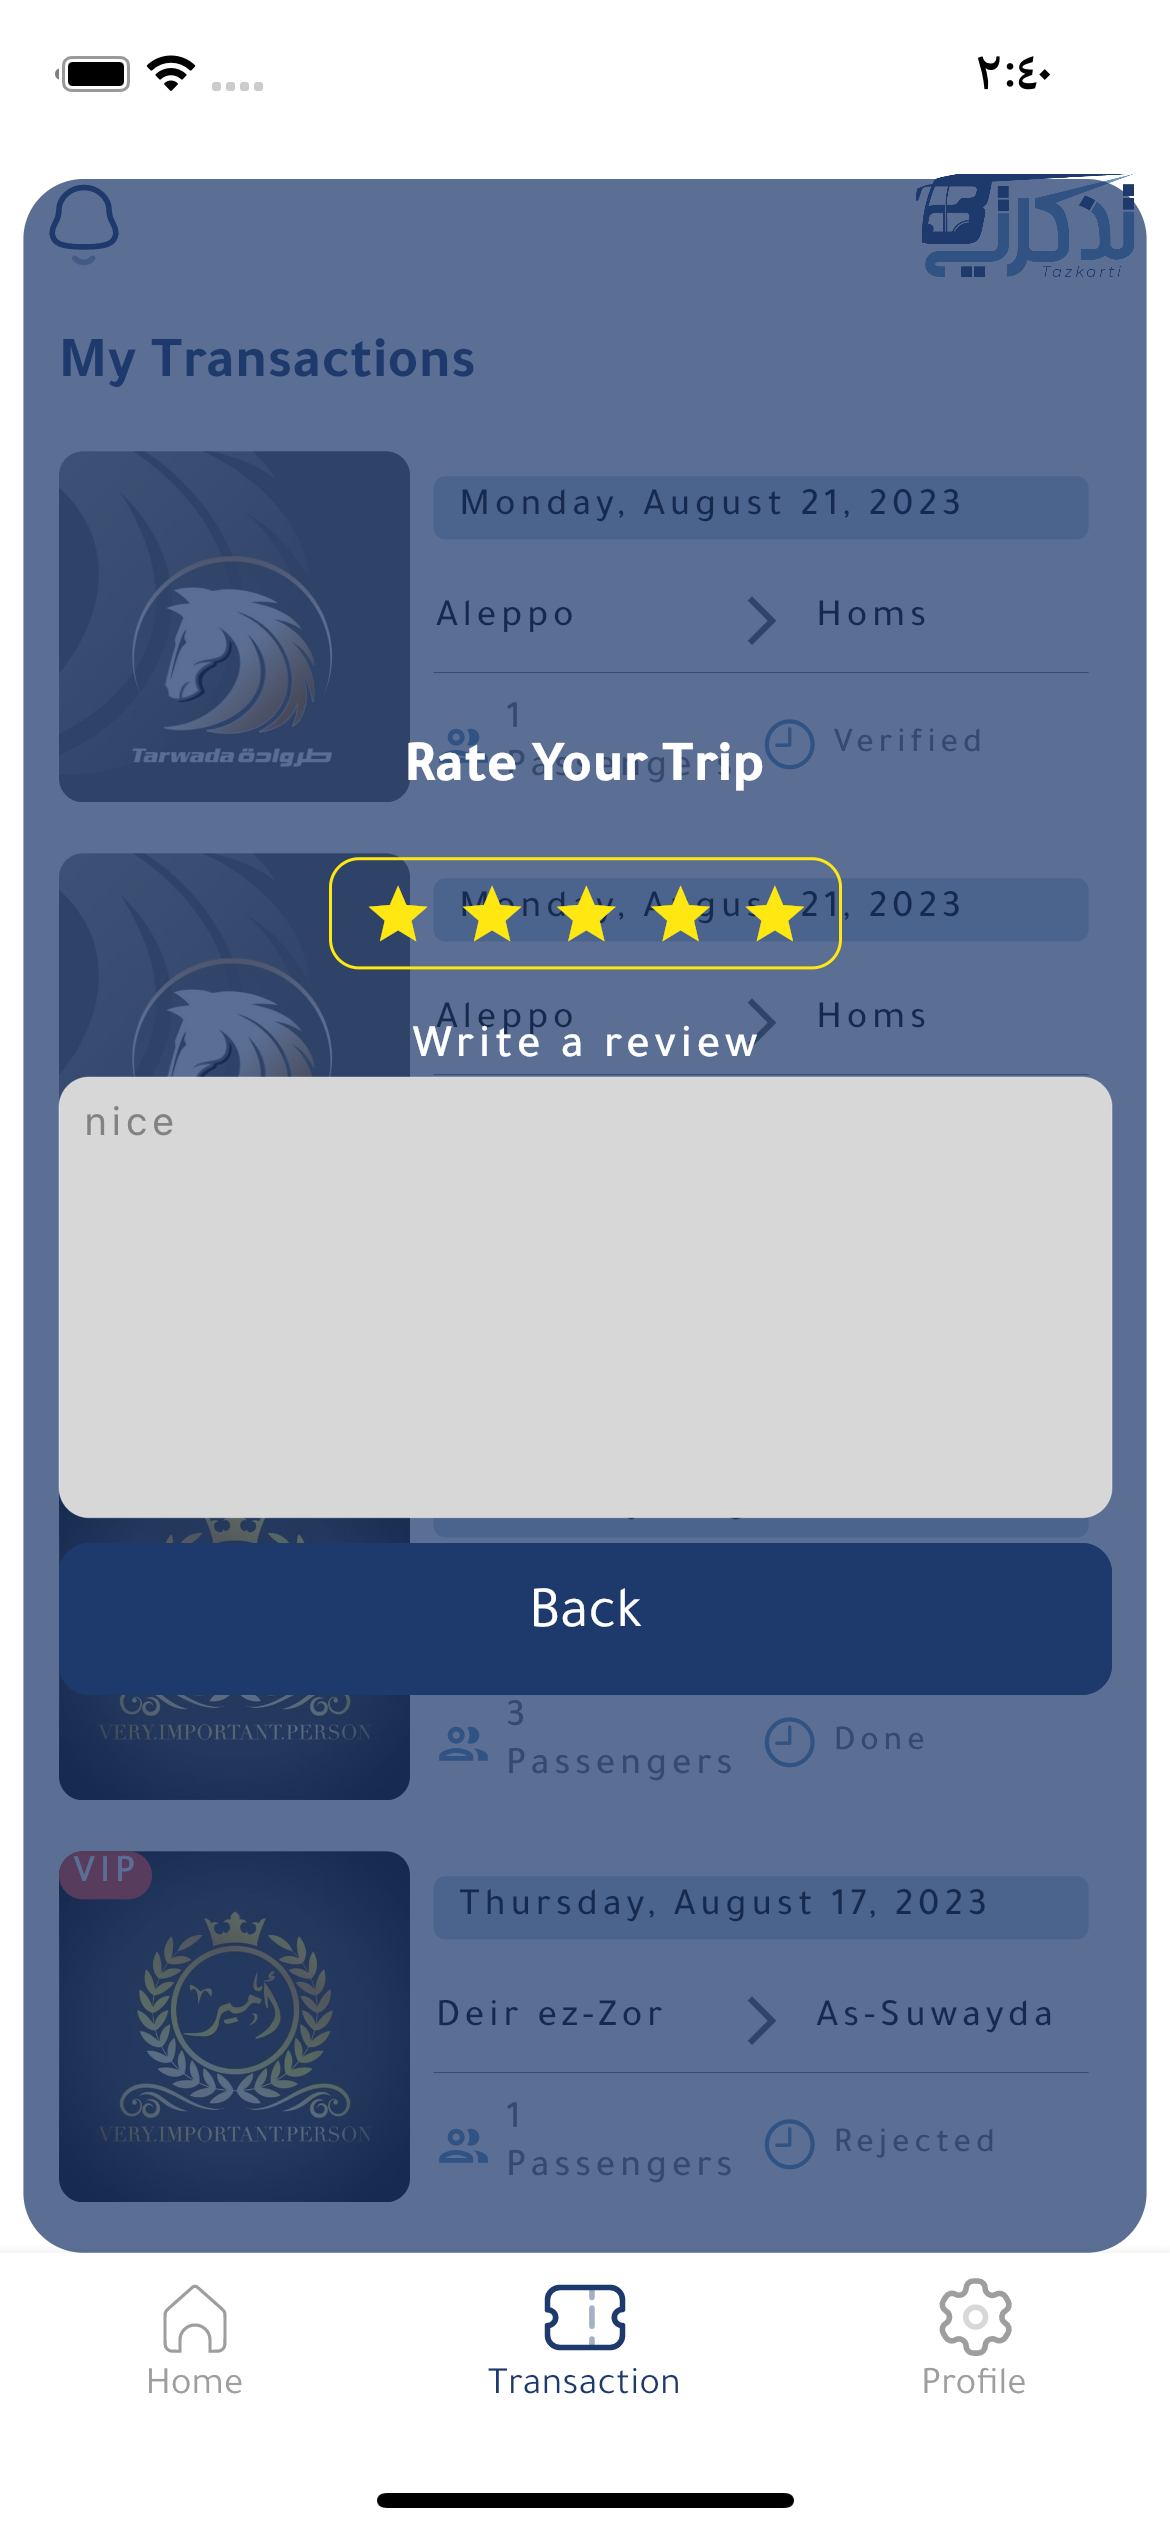 ٢:٤٠
تذكرتي
Tazkarti
My Transactions
Monday, August 21, 2023
Aleppo
Homs
Tarwada طروادة
1
Passengers
Verified
Rate Your Trip
Monday, August 21, 2023
Aleppo
Homs
Write a review
nice
Back
VERY.IMPORTANT.PERSON
3
Passengers
Done
VIP
أمير
VERY.IMPORTANT.PERSON
Thursday, August 17, 2023
Deir ez-Zor
As-Suwayda
1
Passengers
Rejected
Home
Transaction
Profile